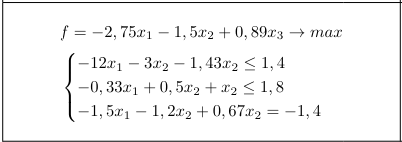 f = −2,75x₁ − 1,5x₂ + 0,89x₃ → max
−12x₁ − 3x₂ − 1,43x₂ ≤ 1,4
−0,33x₁ + 0,5x₂ + x₂ ≤ 1,8
−1,5x₁ − 1,2x₂ + 0,67x₂ = −1,4